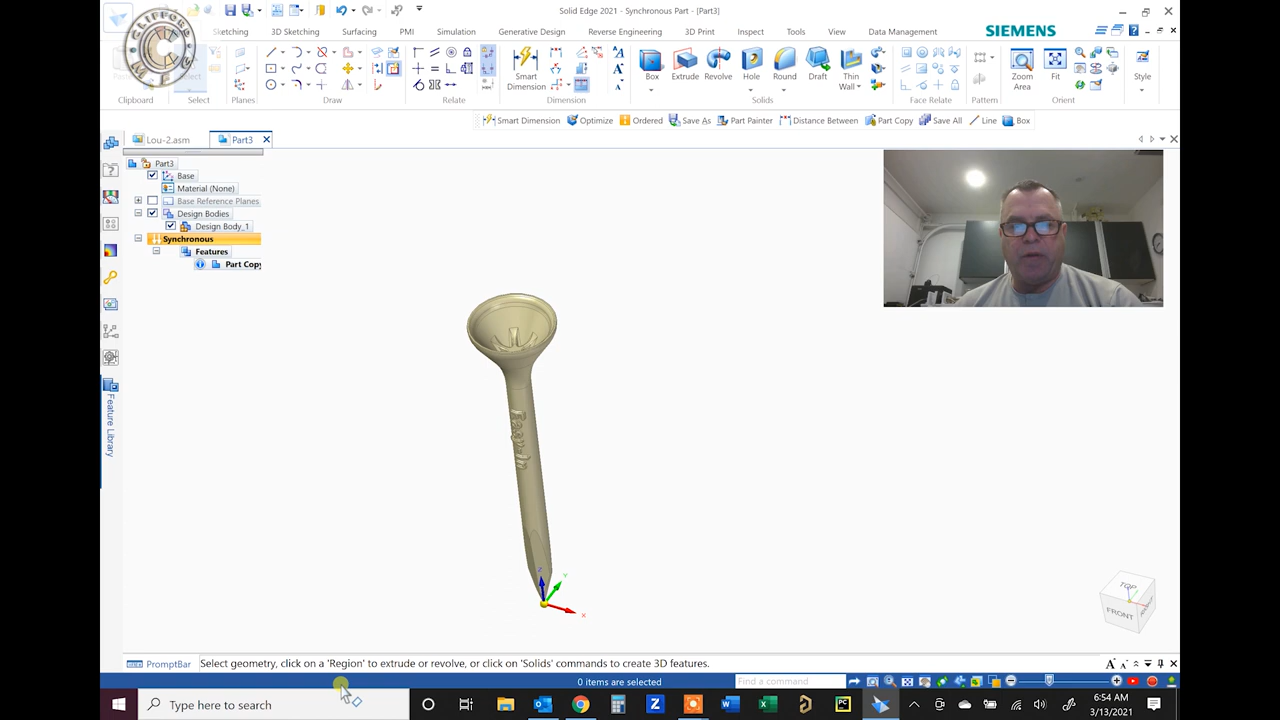 Solid Edge 2021 - Synchronous Part - [Part3]
Sketching 3D Sketching Surfacing PMI Simulation Generative Design Reverse Engineering 3D Print Inspect Tools View Data Management SIEMENS
CLIFFORD
Select Smart Dimension Box Extrude Revolve Hole Round Draft Thin Wall Zoom Area Fit Style
Clipboard Select Planes Draw Relate Dimension Solids Face Relate Pattern Orient
Smart Dimension Optimize Ordered Save As Part Painter Distance Between Part Copy Save All Line Box
Lou-2.asm Part3
Part3
Base
Material (None)
Base Reference Planes
Design Bodies
Design Body_1
Synchronous
Features
Part Copy
Feature Library
Z
Y
X
TOP
FRONT
PromptBar Select geometry, click on a 'Region' to extrude or revolve, or click on 'Solids' commands to create 3D features.
0 items are selected Find a command
Type here to search
6:54 AM
3/13/2021